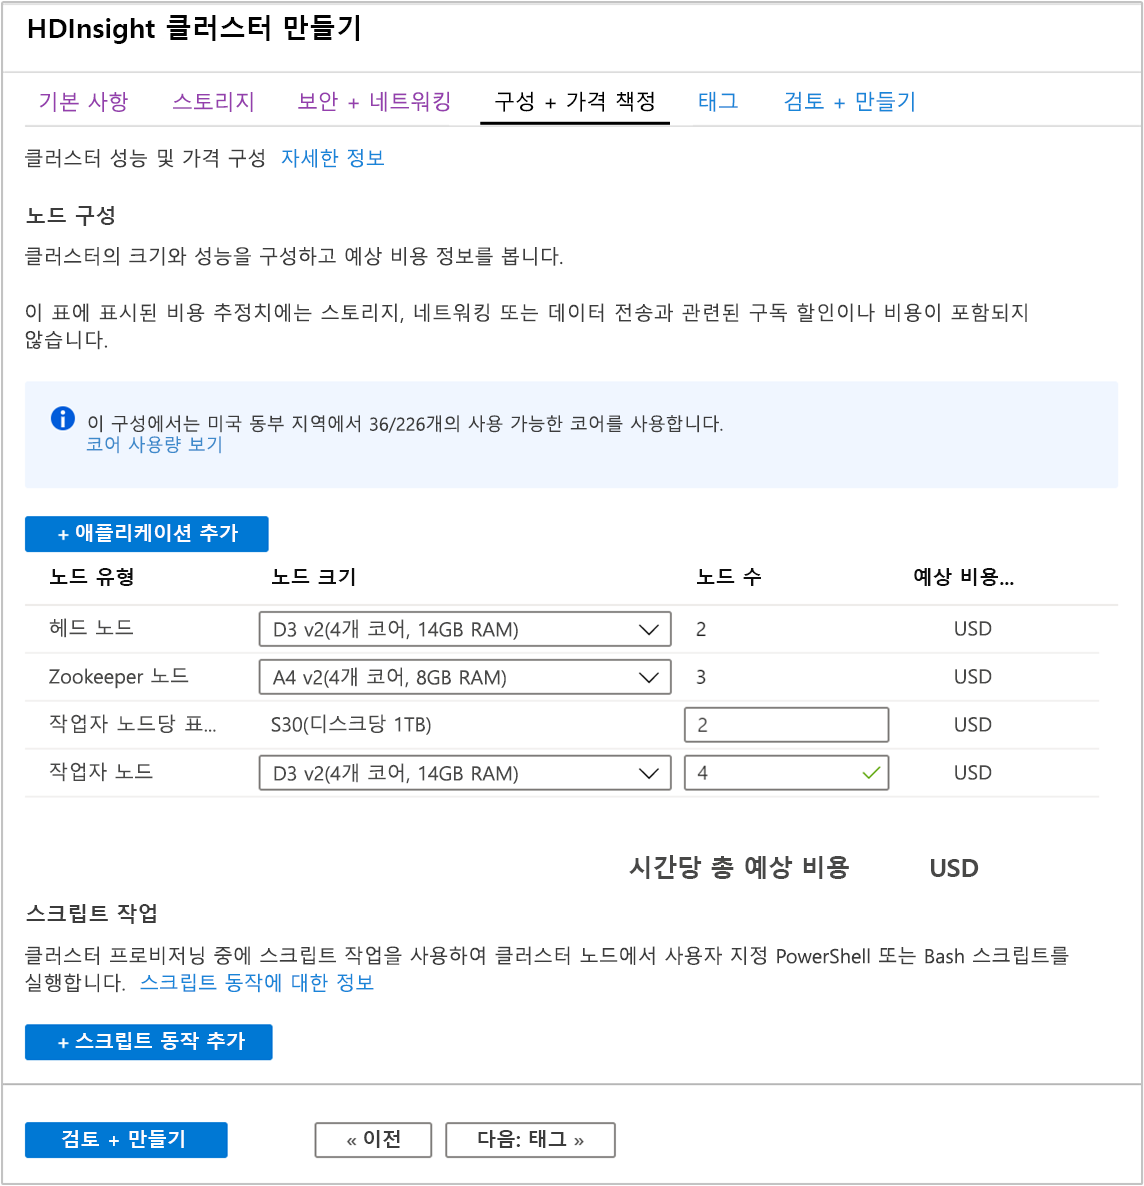 HDInsight 클러스터 만들기
기본 사항 스토리지 보안 + 네트워킹 구성 + 가격 책정 태그 검토 + 만들기
클러스터 성능 및 가격 구성 자세한 정보
노드 구성
클러스터의 크기와 성능을 구성하고 예상 비용 정보를 봅니다.
이 표에 표시된 비용 추정치에는 스토리지, 네트워킹 또는 데이터 전송과 관련된 구독 할인이나 비용이 포함되지
않습니다.
이 구성에서는 미국 동부 지역에서 36/226개의 사용 가능한 코어를 사용합니다.
코어 사용량 보기
+ 애플리케이션 추가
노드 유형 노드 크기 노드 수 예상 비용...
헤드 노드 D3 v2(4개 코어, 14GB RAM) 2 USD
Zookeeper 노드 A4 v2(4개 코어, 8GB RAM) 3 USD
작업자 노드당 표... S30(디스크당 1TB) 2 USD
작업자 노드 D3 v2(4개 코어, 14GB RAM) 4 USD
시간당 총 예상 비용 USD
스크립트 작업
클러스터 프로비저닝 중에 스크립트 작업을 사용하여 클러스터 노드에서 사용자 지정 PowerShell 또는 Bash 스크립트를
실행합니다. 스크립트 동작에 대한 정보
+ 스크립트 동작 추가
검토 + 만들기 « 이전 다음: 태그 »